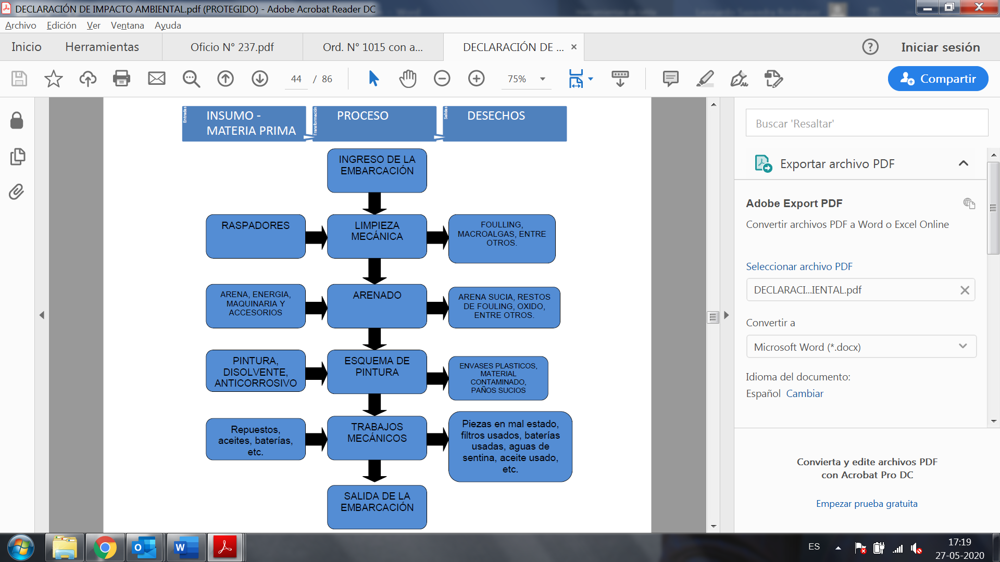 DECLARACIÓN DE IMPACTO AMBIENTAL.pdf (PROTEGIDO) - Adobe Acrobat Reader DC
Archivo Edición Ver Ventana Ayuda
Inicio Herramientas Oficio N° 237.pdf Ord. N° 1015 con a... DECLARACIÓN DE ... × ? Iniciar sesión
44 / 86 75% Compartir
Entradas
INSUMO -
MATERIA PRIMA
Transformación
PROCESO
Salidas
DESECHOS
INGRESO DE LA
EMBARCACIÓN
RASPADORES
LIMPIEZA
MECÁNICA
FOULLING,
MACROALGAS, ENTRE
OTROS.
ARENA, ENERGIA,
MAQUINARIA Y
ACCESORIOS
ARENADO
ARENA SUCIA, RESTOS
DE FOULING, OXIDO,
ENTRE OTROS.
PINTURA,
DISOLVENTE,
ANTICORROSIVO
ESQUEMA DE
PINTURA
ENVASES PLASTICOS,
MATERIAL
CONTAMINADO,
PAÑOS SUCIOS
Repuestos,
aceites, baterías,
etc.
TRABAJOS
MECÁNICOS
Piezas en mal estado,
filtros usados, baterías
usadas, aguas de
sentina, aceite usado,
etc.
SALIDA DE LA
EMBARCACIÓN
Buscar 'Resaltar'
Exportar archivo PDF
Adobe Export PDF
Convertir archivos PDF a Word o Excel Online
Seleccionar archivo PDF
DECLARACI...IENTAL.pdf
Convertir a
Microsoft Word (*.docx)
Idioma del documento:
Español Cambiar
Convierta y edite archivos PDF
con Acrobat Pro DC
Empezar prueba gratuita
ES
17:19
27-05-2020